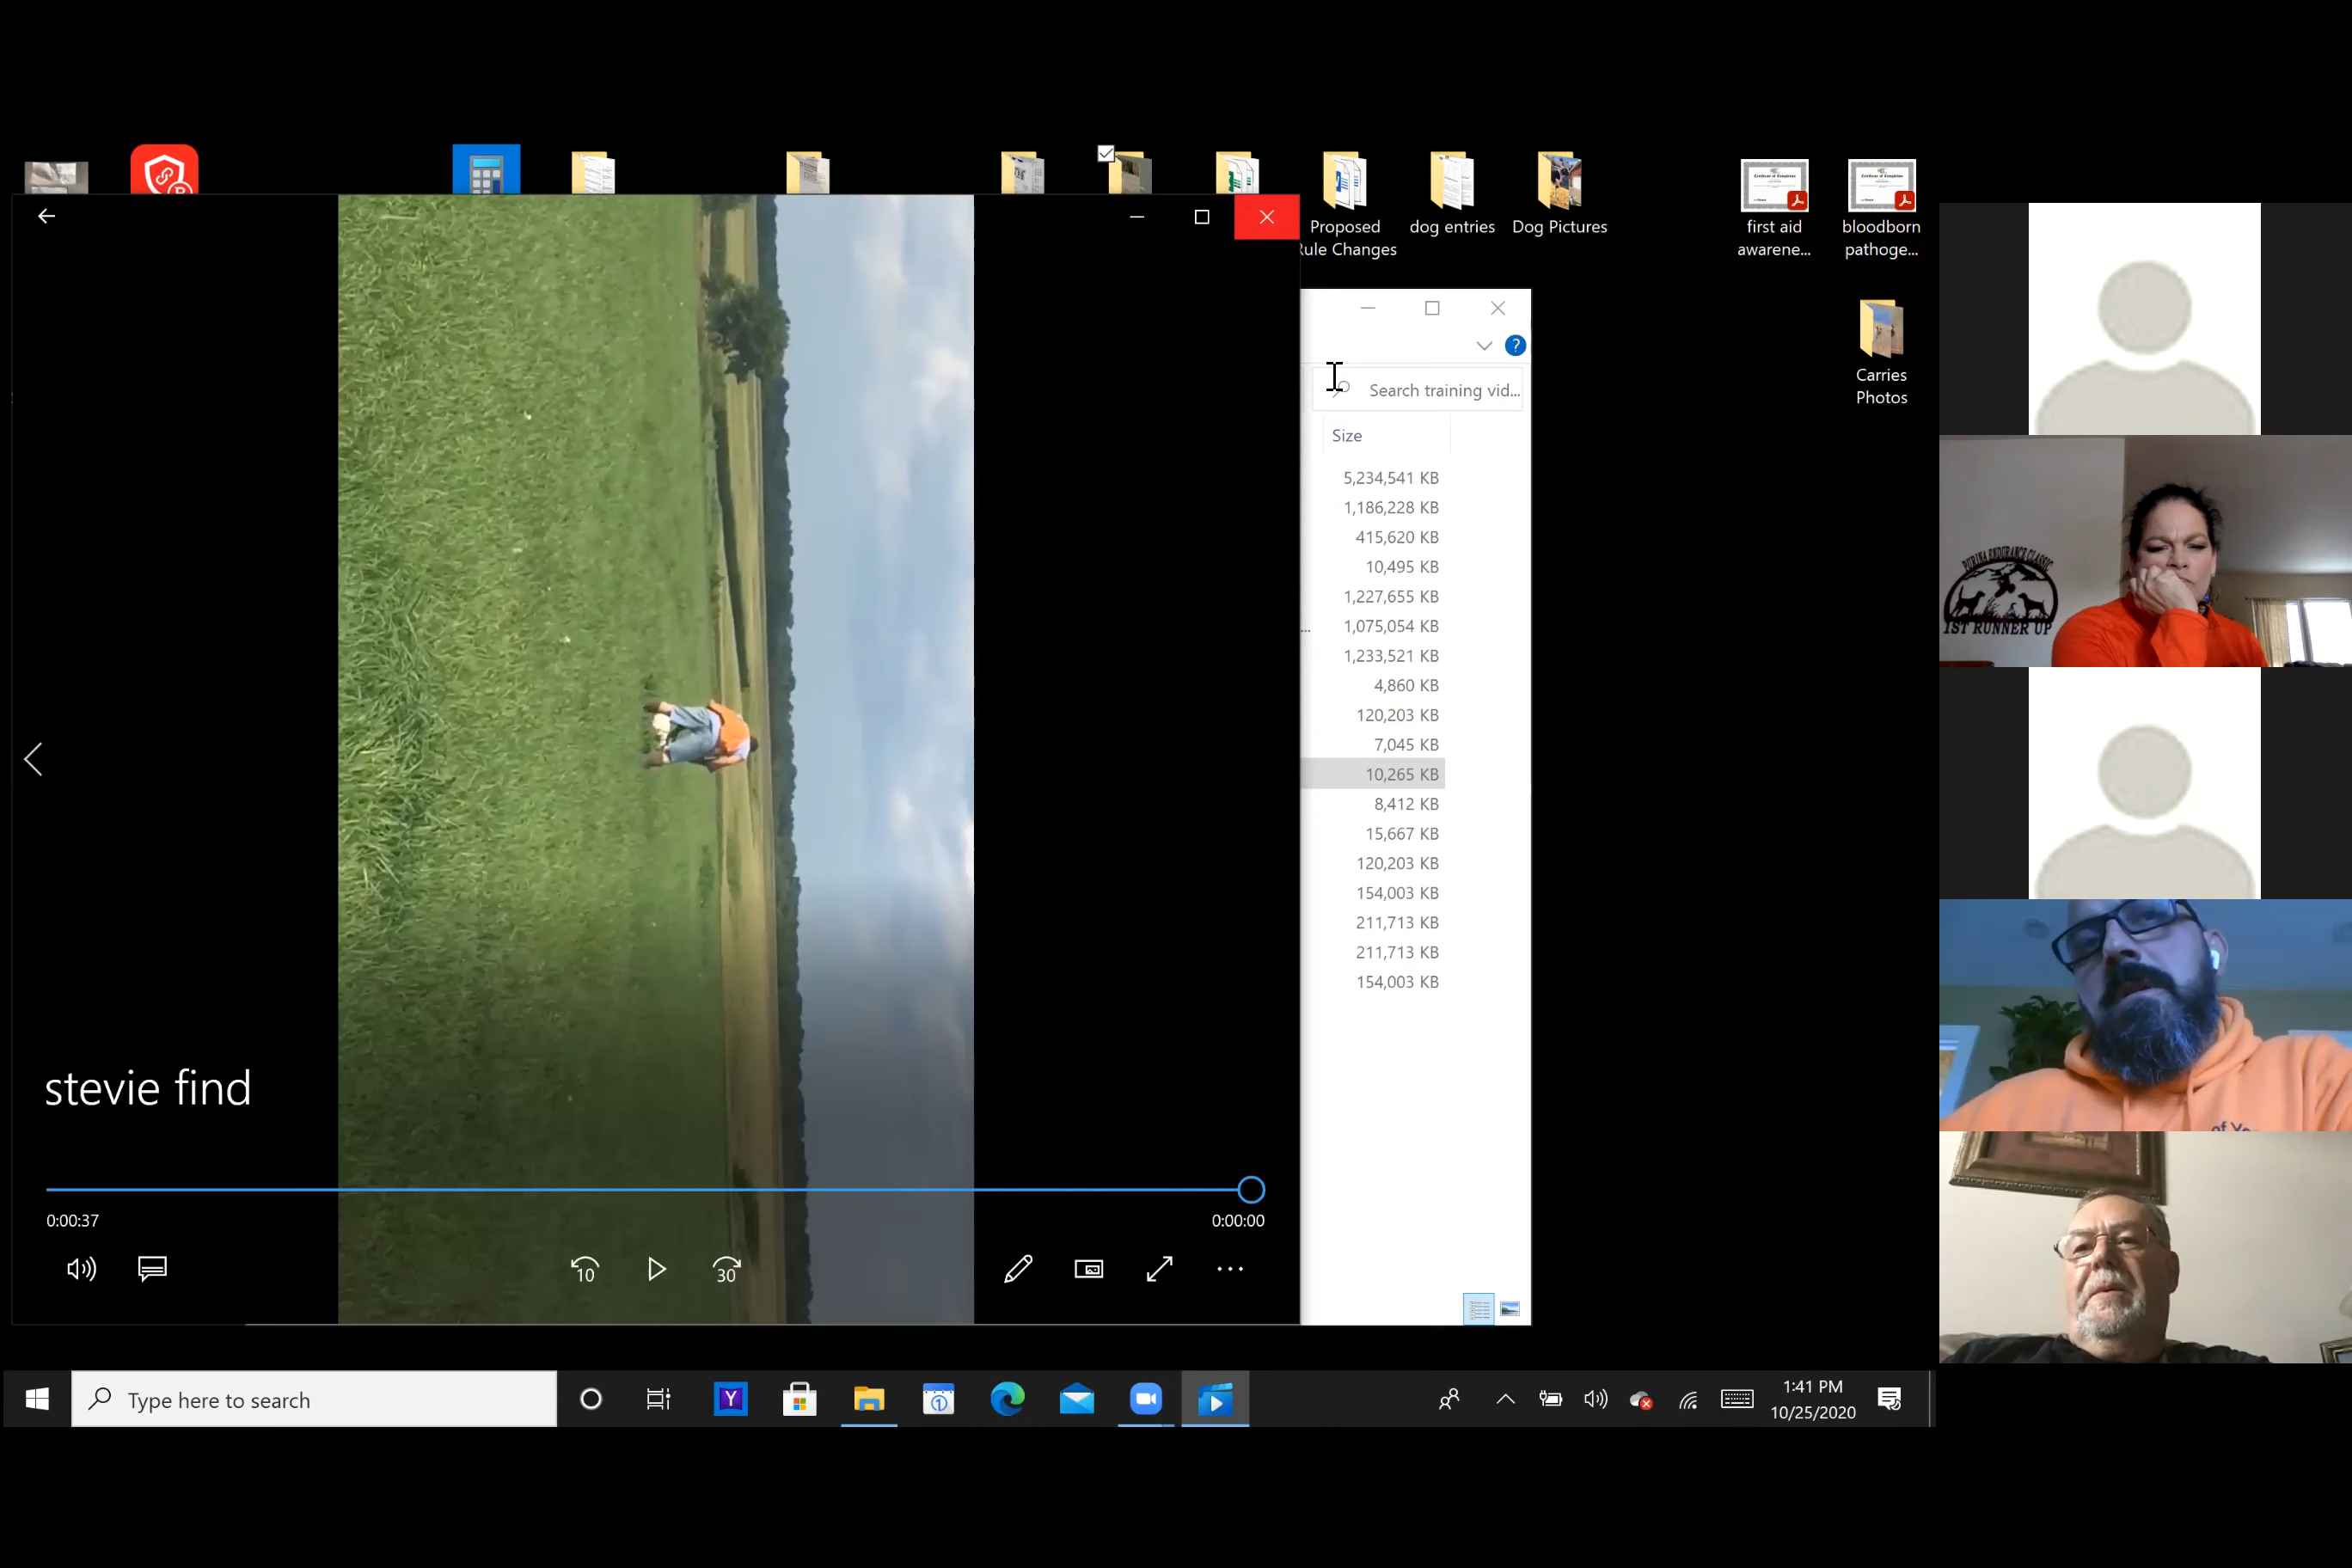 Proposed
Rule Changes
dog entries
Dog Pictures
first aid
awarene...
bloodborn
pathoge...
Carries
Photos
Search training vid...
Size
5,234,541 KB
1,186,228 KB
415,620 KB
10,495 KB
1,227,655 KB
... 1,075,054 KB
1,233,521 KB
4,860 KB
120,203 KB
7,045 KB
10,265 KB
8,412 KB
15,667 KB
120,203 KB
154,003 KB
211,713 KB
211,713 KB
154,003 KB
stevie find
0:00:37
0:00:00
10
30
PURINA ENDURANCE CLASSIC
1ST RUNNER UP
Type here to search
1:41 PM
10/25/2020